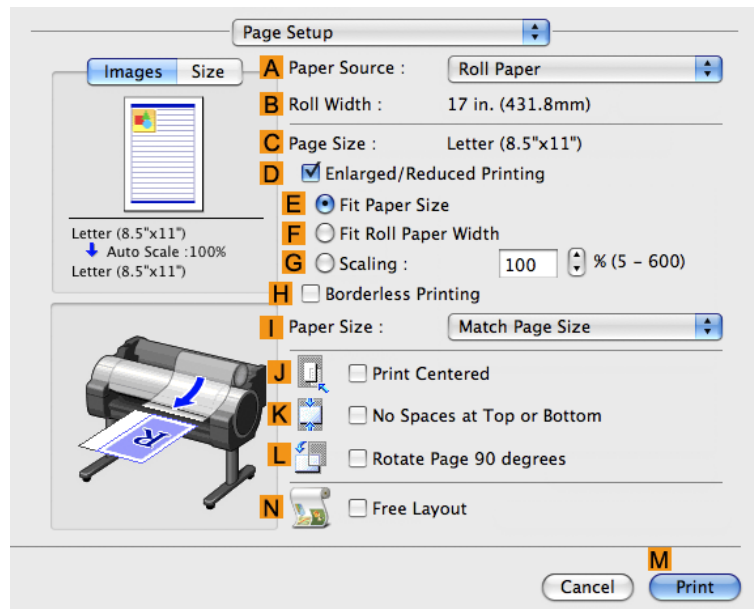 Page Setup
Images Size
A Paper Source : Roll Paper
B Roll Width : 17 in. (431.8mm)
C Page Size : Letter (8.5"x11")
D Enlarged/Reduced Printing
E Fit Paper Size
F Fit Roll Paper Width
G Scaling : 100 % (5 – 600)
Letter (8.5"x11")
Auto Scale :100%
Letter (8.5"x11")
H Borderless Printing
I Paper Size : Match Page Size
J Print Centered
K No Spaces at Top or Bottom
L Rotate Page 90 degrees
R
N Free Layout
M
Cancel Print